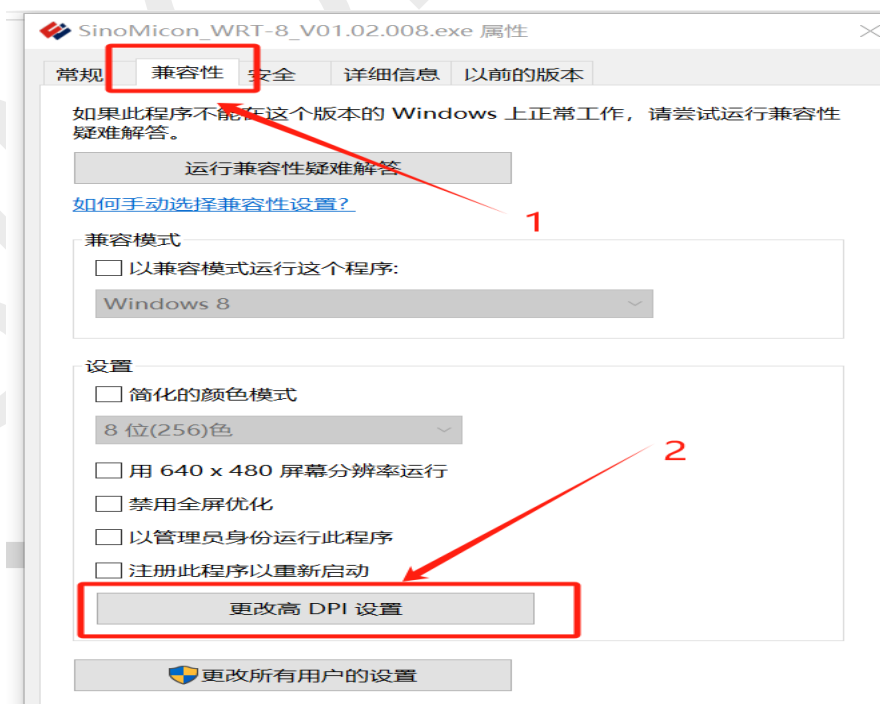 SinoMicon_WRT-8_V01.02.008.exe 属性
常规 兼容性 安全 详细信息 以前的版本
如果此程序不能在这个版本的 Windows 上正常工作，请尝试运行兼容性
疑难解答。
运行兼容性疑难解答
如何手动选择兼容性设置?
1
兼容模式
以兼容模式运行这个程序:
Windows 8
设置
简化的颜色模式
8 位(256)色
2
用 640 x 480 屏幕分辨率运行
禁用全屏优化
以管理员身份运行此程序
注册此程序以重新启动
更改高 DPI 设置
更改所有用户的设置